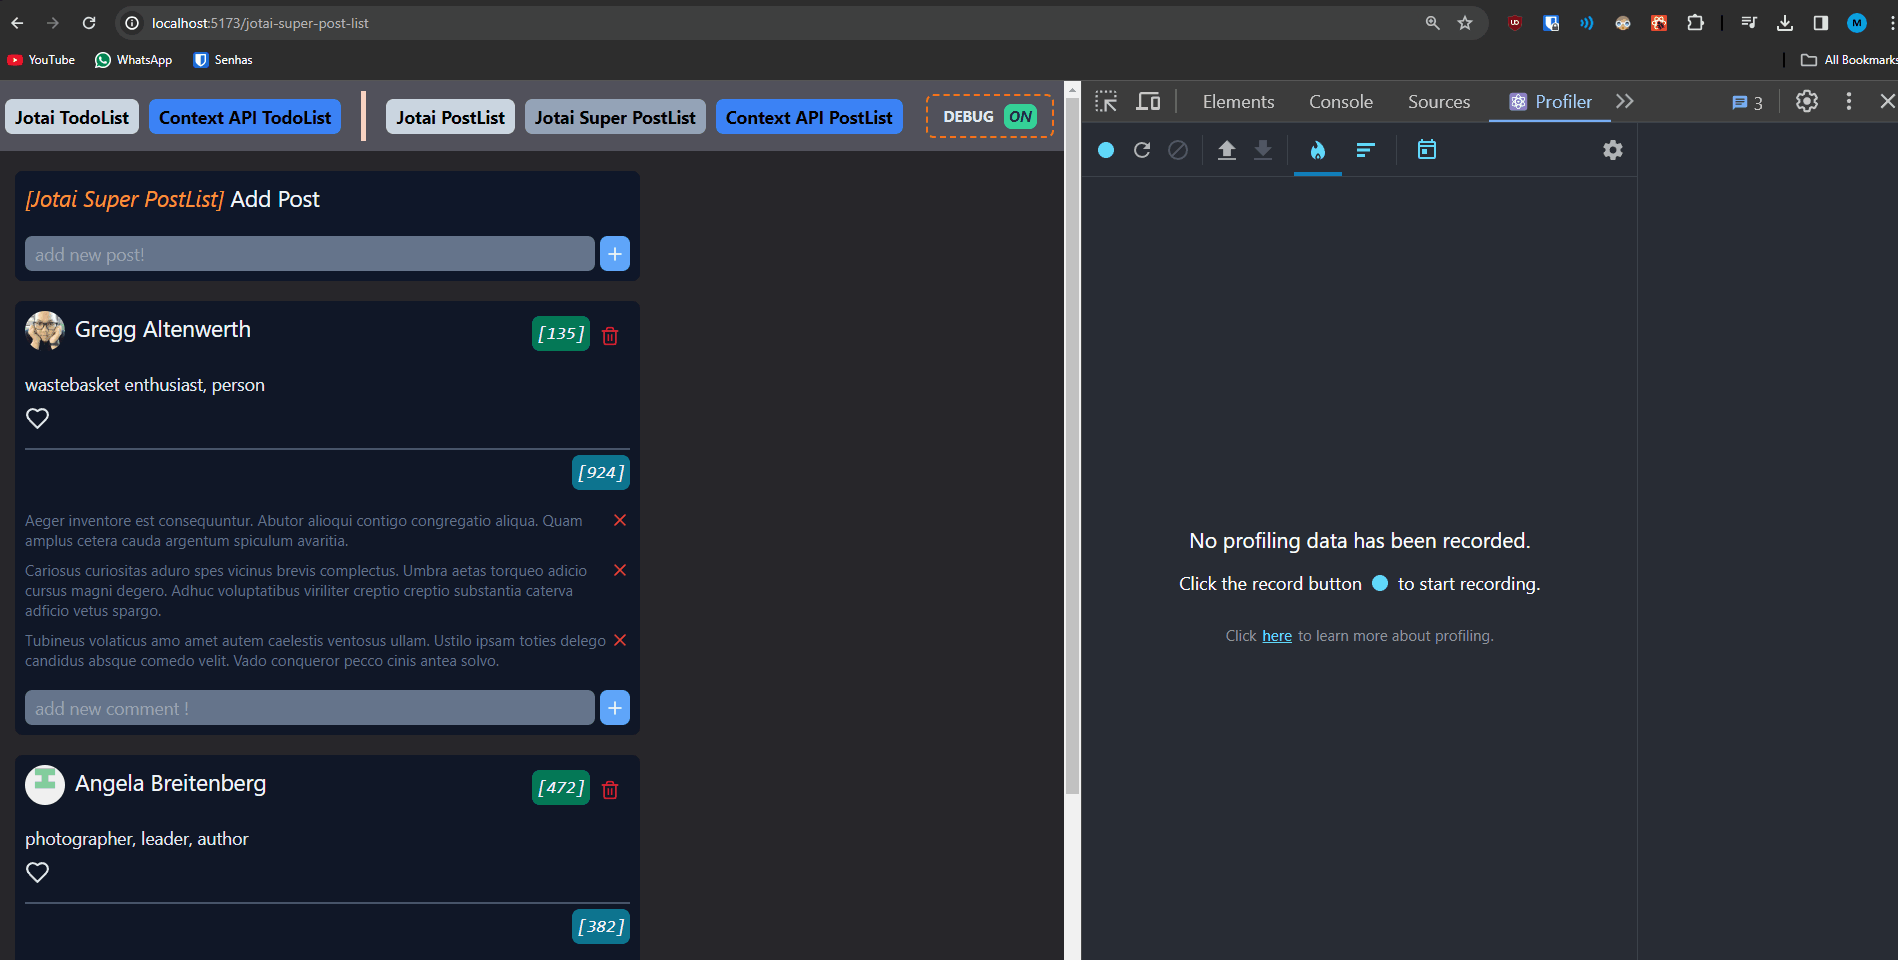 localhost:5173/jotai-super-post-list
YouTube WhatsApp Senhas All Bookmarks
Jotai TodoList Context API TodoList Jotai PostList Jotai Super PostList Context API PostList DEBUG ON
Elements Console Sources Profiler 3
[Jotai Super PostList] Add Post
add new post!
Gregg Altenwerth [135]
wastebasket enthusiast, person
[924]
Aeger inventore est consequuntur. Abutor alioqui contigo congregatio aliqua. Quam
amplus cetera cauda argentum spiculum avaritia.
Cariosus curiositas aduro spes vicinus brevis complectus. Umbra aetas torqueo adicio
cursus magni degero. Adhuc voluptatibus viriliter creptio creptio substantia caterva
adficio vetus spargo.
Tubineus volaticus amo amet autem caelestis ventosus ullam. Ustilo ipsam toties delego
candidus absque comedo velit. Vado conqueror pecco cinis antea solvo.
add new comment !
Angela Breitenberg [472]
photographer, leader, author
[382]
No profiling data has been recorded.
Click the record button to start recording.
Click here to learn more about profiling.
M